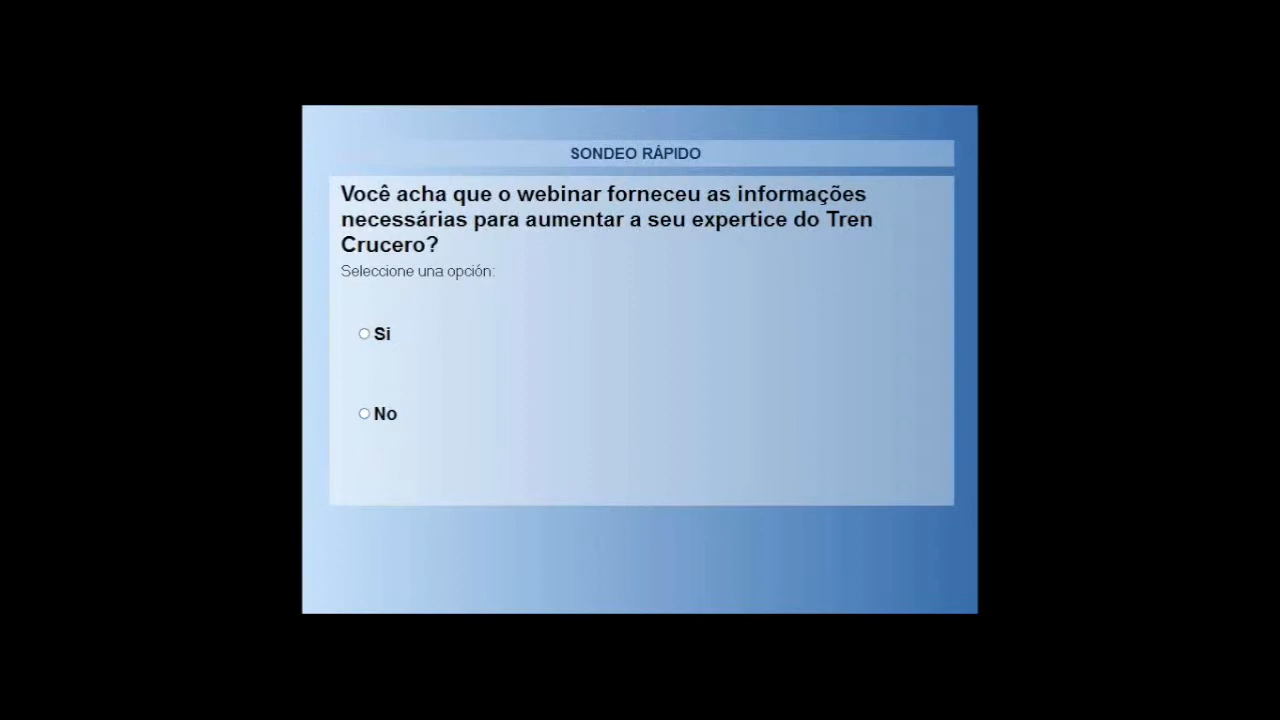 SONDEO RÁPIDO
Você acha que o webinar forneceu as informações
necessárias para aumentar a seu expertice do Tren
Crucero?
Seleccione una opción:
Si
No